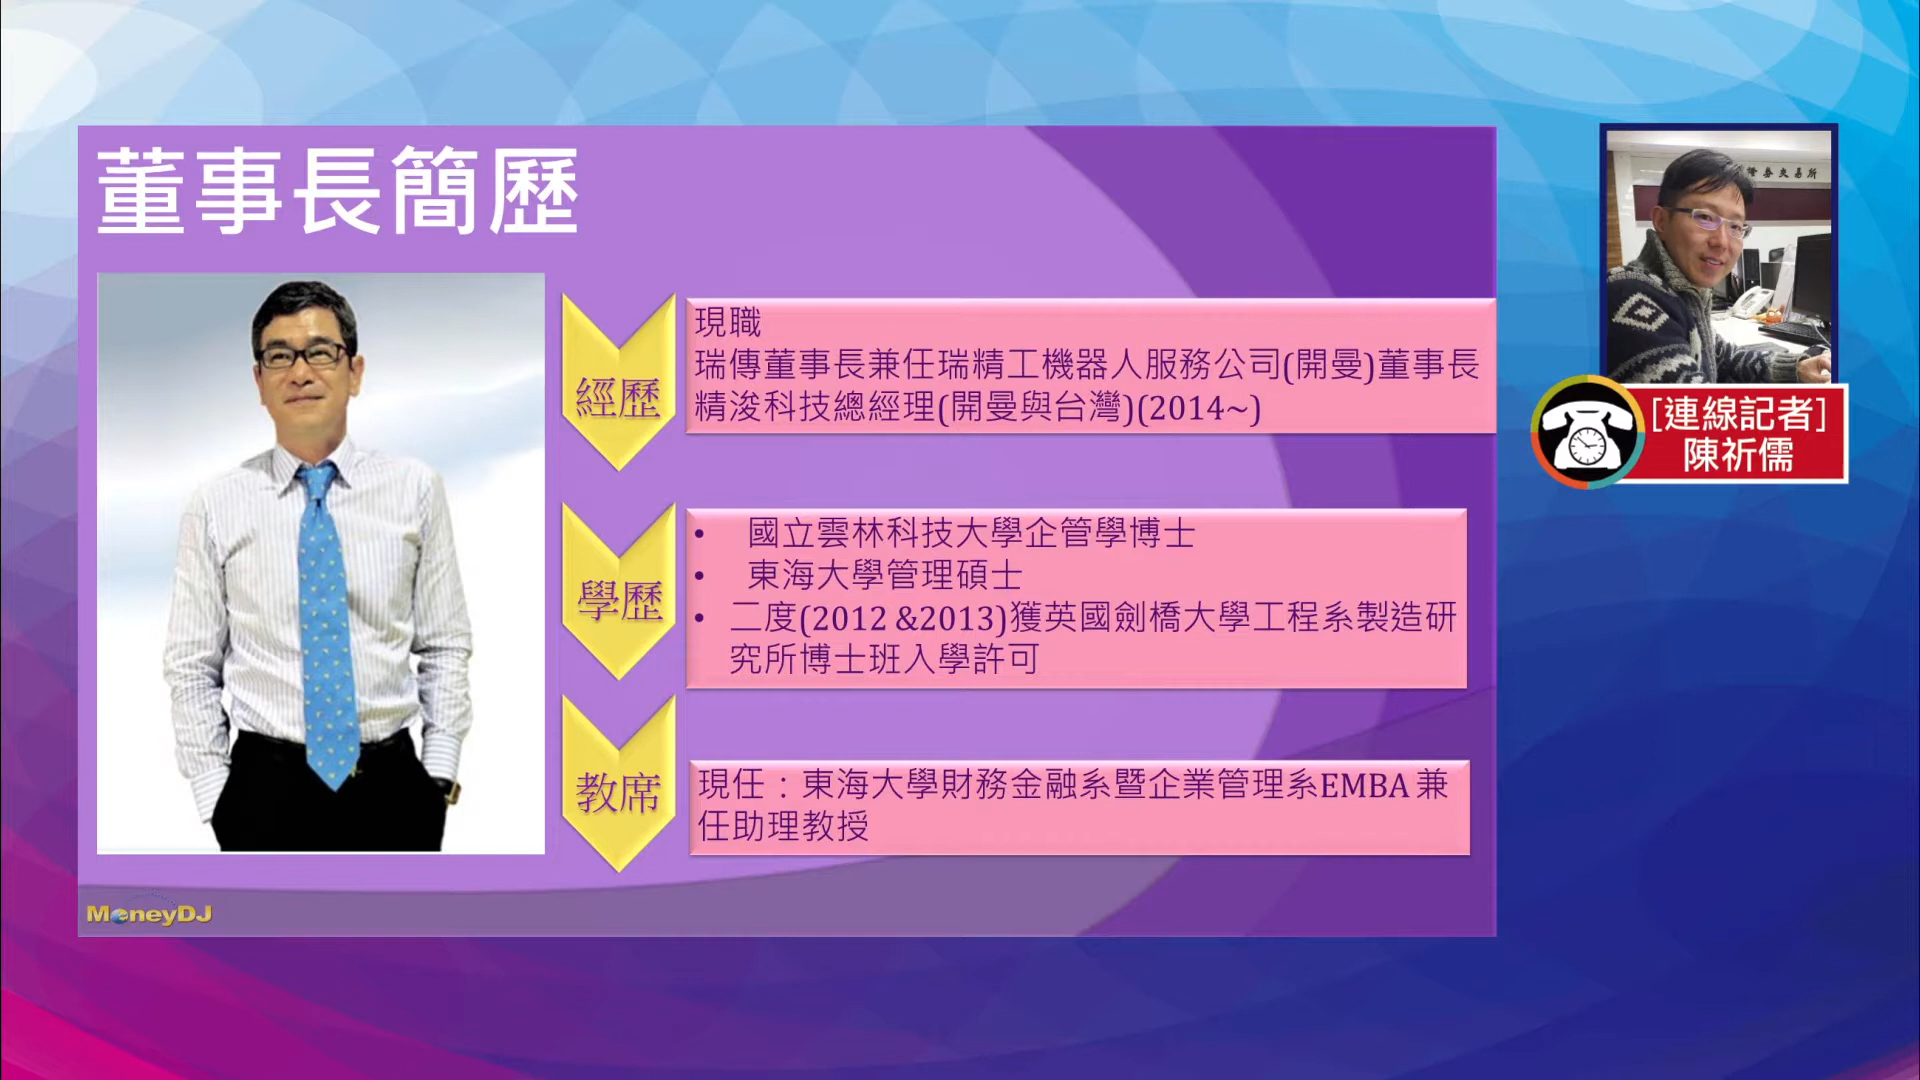 董事長簡歷
經歷
現職
瑞傳董事長兼任瑞精工機器人服務公司(開曼)董事長
精浚科技總經理(開曼與台灣)(2014~)
學歷
• 國立雲林科技大學企管學博士
• 東海大學管理碩士
• 二度(2012 &2013)獲英國劍橋大學工程系製造研
究所博士班入學許可
教席
現任：東海大學財務金融系暨企業管理系EMBA 兼
任助理教授
MoneyDJ
證券交易所
[連線記者]
陳祈儒